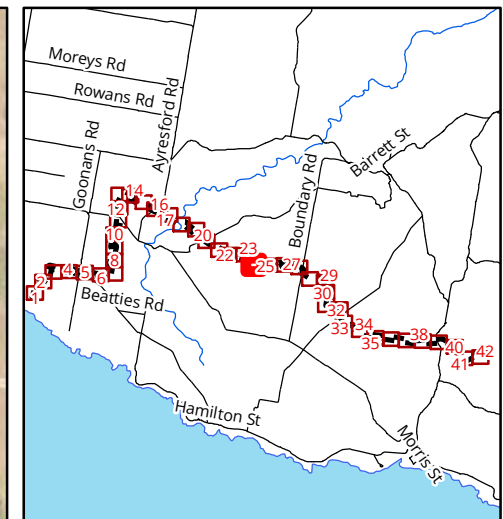 Moreys Rd
Rowans Rd
Ayresford Rd
Goonans Rd
Barrett St
Boundary Rd
14
12
16
17
10
20
8
22
23
25
27
4
5
6
2
1
29
Beatties Rd
30
32
33
34
35
38
40
42
41
Hamilton St
Morris St